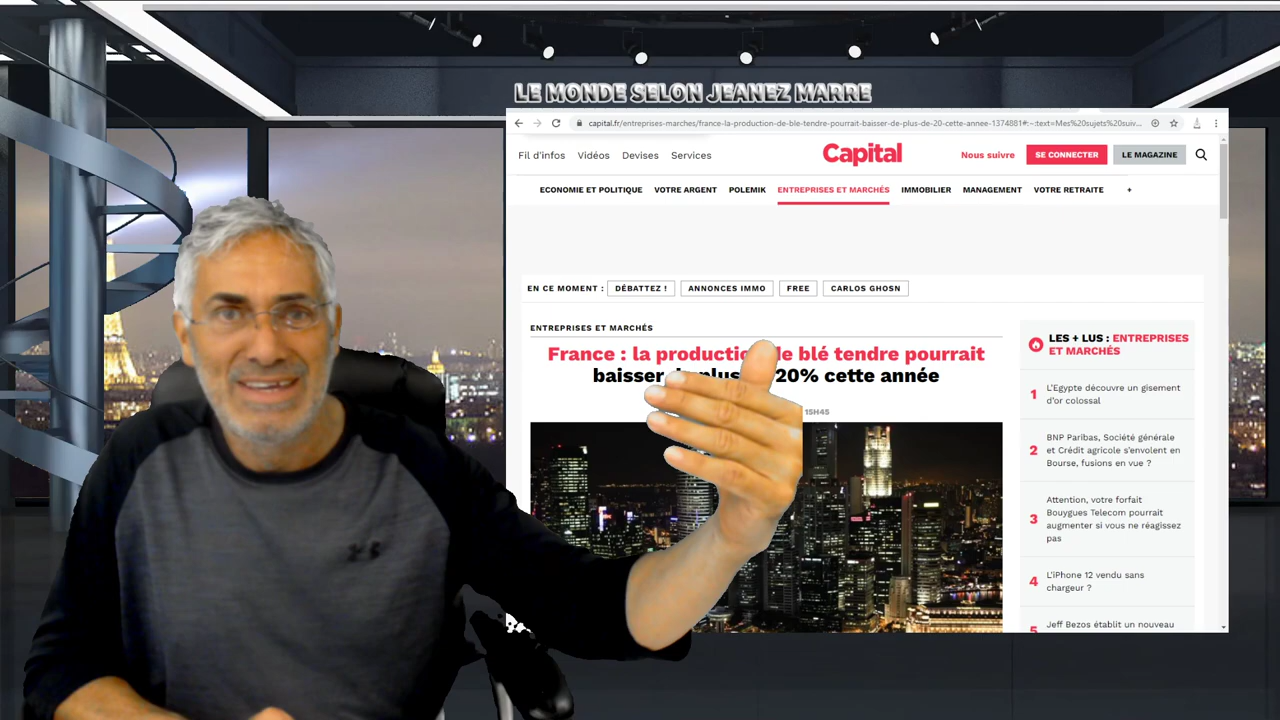 LE MONDE SELON JEANEZ MARRE
capital.fr/entreprises-marches/france-la-production-de-ble-tendre-pourrait-baisser-de-plus-de-20-cette-annee-1374881#:~:text=Mes%20sujets%20suiv...
Fil d'infos Vidéos Devises Services
Capital
Nous suivre SE CONNECTER LE MAGAZINE
ECONOMIE ET POLITIQUE VOTRE ARGENT POLEMIK ENTREPRISES ET MARCHÉS IMMOBILIER MANAGEMENT VOTRE RETRAITE +
EN CE MOMENT : DÉBATTEZ ! ANNONCES IMMO FREE CARLOS GHOSN
ENTREPRISES ET MARCHÉS
France : la production de blé tendre pourrait
baisser de plus de 20% cette année
15H45
LES + LUS : ENTREPRISES
ET MARCHÉS
1 L'Egypte découvre un gisement
d'or colossal
2 BNP Paribas, Société générale
et Crédit agricole s'envolent en
Bourse, fusions en vue ?
3 Attention, votre forfait
Bouygues Telecom pourrait
augmenter si vous ne réagissez
pas
4 L'iPhone 12 vendu sans
chargeur ?
5 Jeff Bezos établit un nouveau